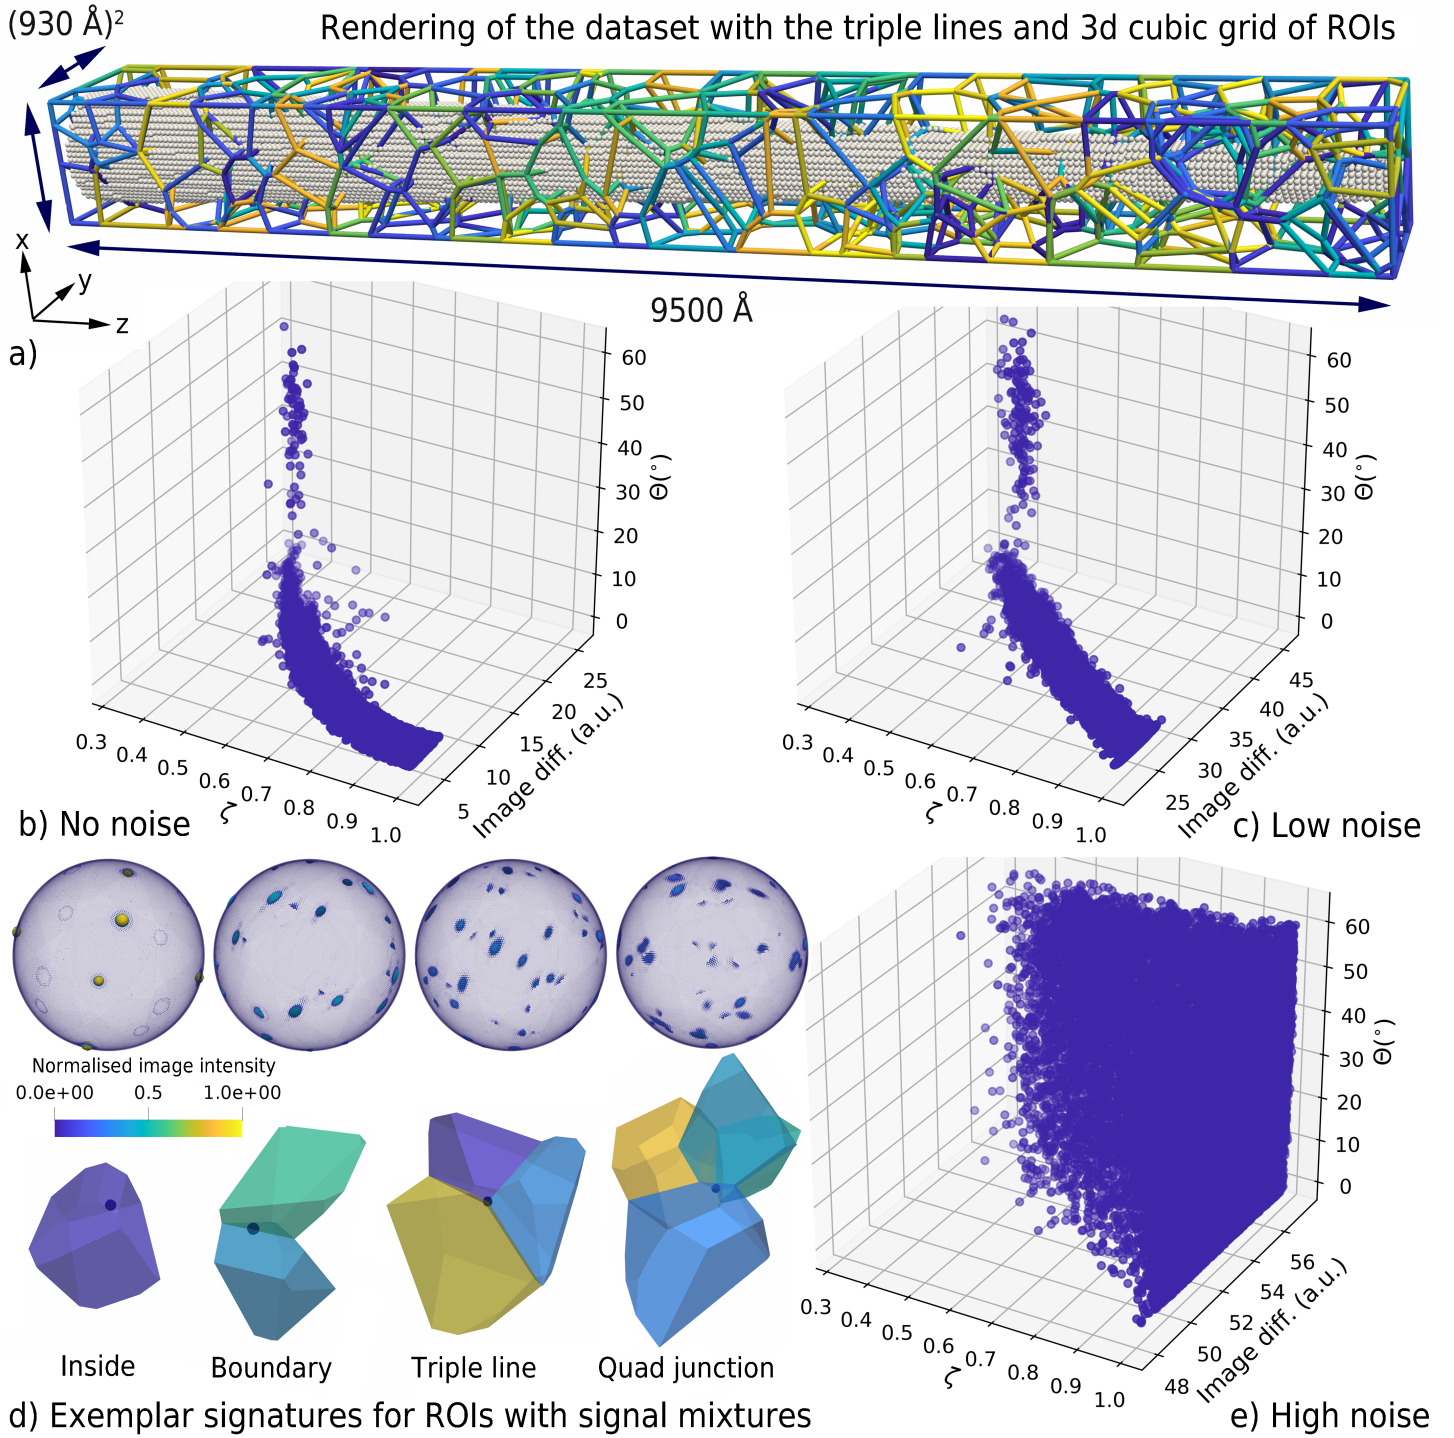 (930 Å)²
Rendering of the dataset with the triple lines and 3d cubic grid of ROIs
x
y
z
9500 Å
a)
60
50
40
30
20
10
0
Θ(°)
25
20
15
10
5
Image diff. (a.u.)
0.3
0.4
0.5
0.6
0.7
0.8
0.9
1.0
ζ
b) No noise
60
50
40
30
20
10
0
Θ(°)
45
40
35
30
25
Image diff. (a.u.)
0.3
0.4
0.5
0.6
0.7
0.8
0.9
1.0
ζ
c) Low noise
Normalised image intensity
0.0e+00 0.5 1.0e+00
Inside Boundary Triple line Quad junction
d) Exemplar signatures for ROIs with signal mixtures
60
50
40
30
20
10
0
Θ(°)
56
54
52
50
48
Image diff. (a.u.)
0.3
0.4
0.5
0.6
0.7
0.8
0.9
1.0
ζ
e) High noise